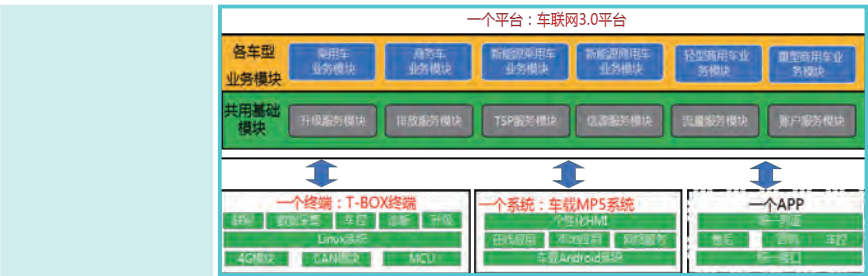 一个平台：车联网3.0平台
各车型
业务模块
乘用车
业务模块
商务车
业务模块
新能源乘用车
业务模块
新能源商用车
业务模块
轻型商用车业
务模块
重型商用车业
务模块
共用基础
模块
升级服务模块
排放服务模块
TSP服务模块
信源服务模块
流量服务模块
账户服务模块
一个终端：T-BOX终端
数据采集
车控
诊断
升级
Linux系统
4G模块
CAN模块
MCU
一个系统：车载MP5系统
个性化HMI
在线应用
本地应用
网络服务
车载Android系统
一个APP
统一界面
售后
车控
统一接口